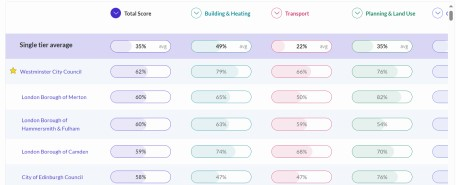 Total Score Building & Heating Transport Planning & Land Use
Single tier average 35% avg 49% avg 22% avg 35% avg
Westminster City Council 62% 79% 66% 76%
London Borough of Merton 60% 65% 50% 82%
London Borough of
Hammersmith & Fulham 60% 63% 59% 54%
London Borough of Camden 59% 74% 68% 70%
City of Edinburgh Council 58% 47% 47% 76%